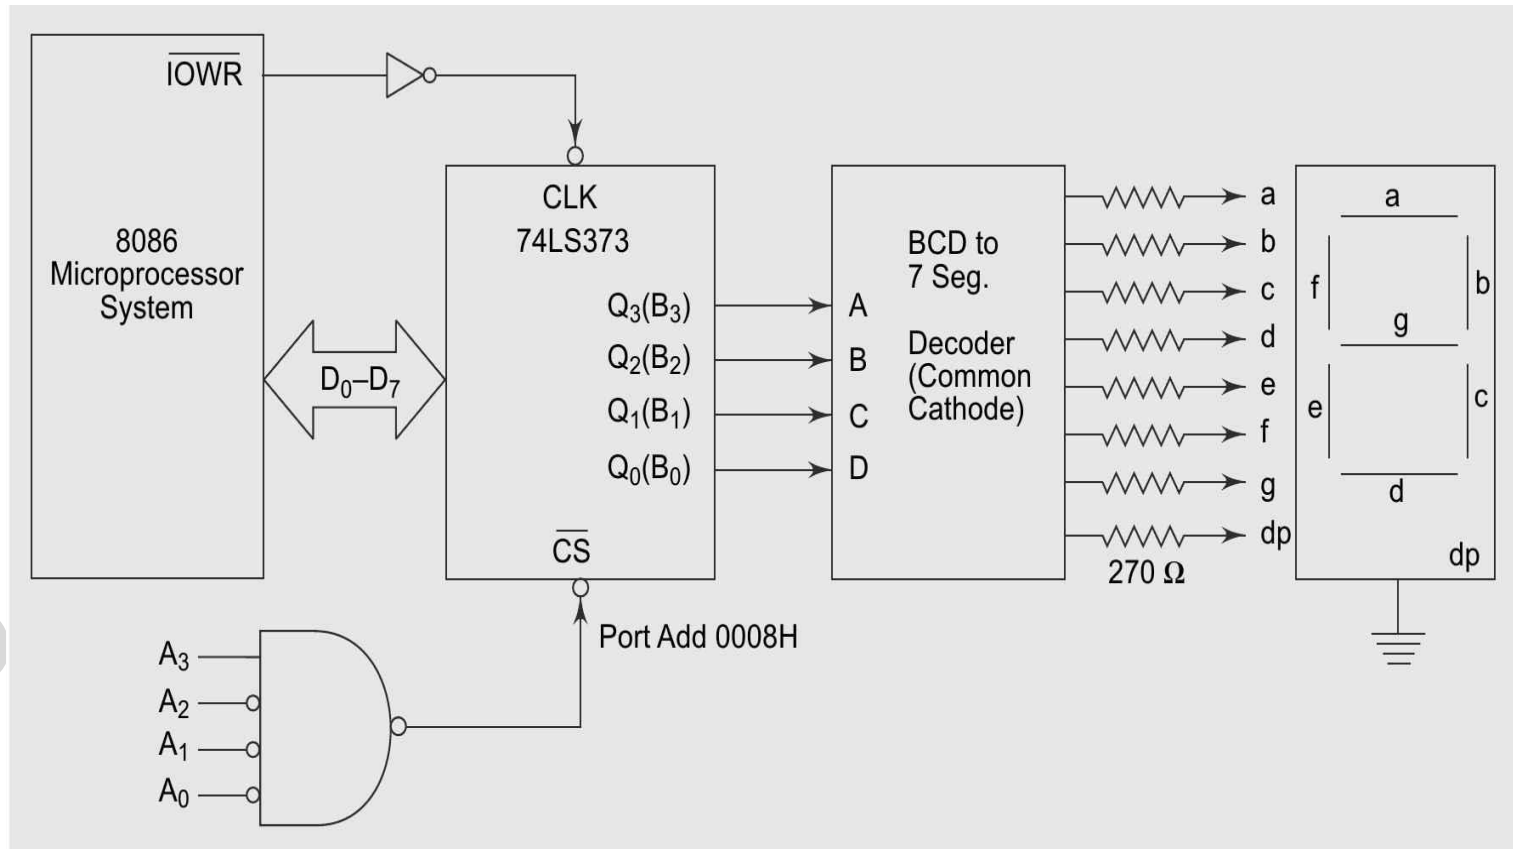 IOWR
8086
Microprocessor
System
D₀–D₇
CLK
74LS373
Q₃(B₃)
Q₂(B₂)
Q₁(B₁)
Q₀(B₀)
CS
A
B
C
D
BCD to
7 Seg.
Decoder
(Common
Cathode)
a
b
c
d
e
f
g
dp
270 Ω
a
f
b
g
e
c
d
dp
Port Add 0008H
A₃
A₂
A₁
A₀